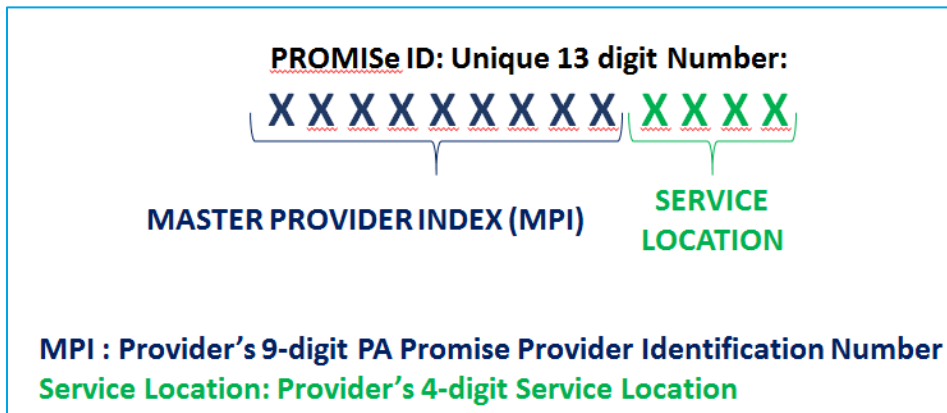 PROMISe ID: Unique 13 digit Number:
X X X X X X X X X X X X X
MASTER PROVIDER INDEX (MPI)
SERVICE
LOCATION
MPI : Provider's 9-digit PA Promise Provider Identification Number
Service Location: Provider's 4-digit Service Location